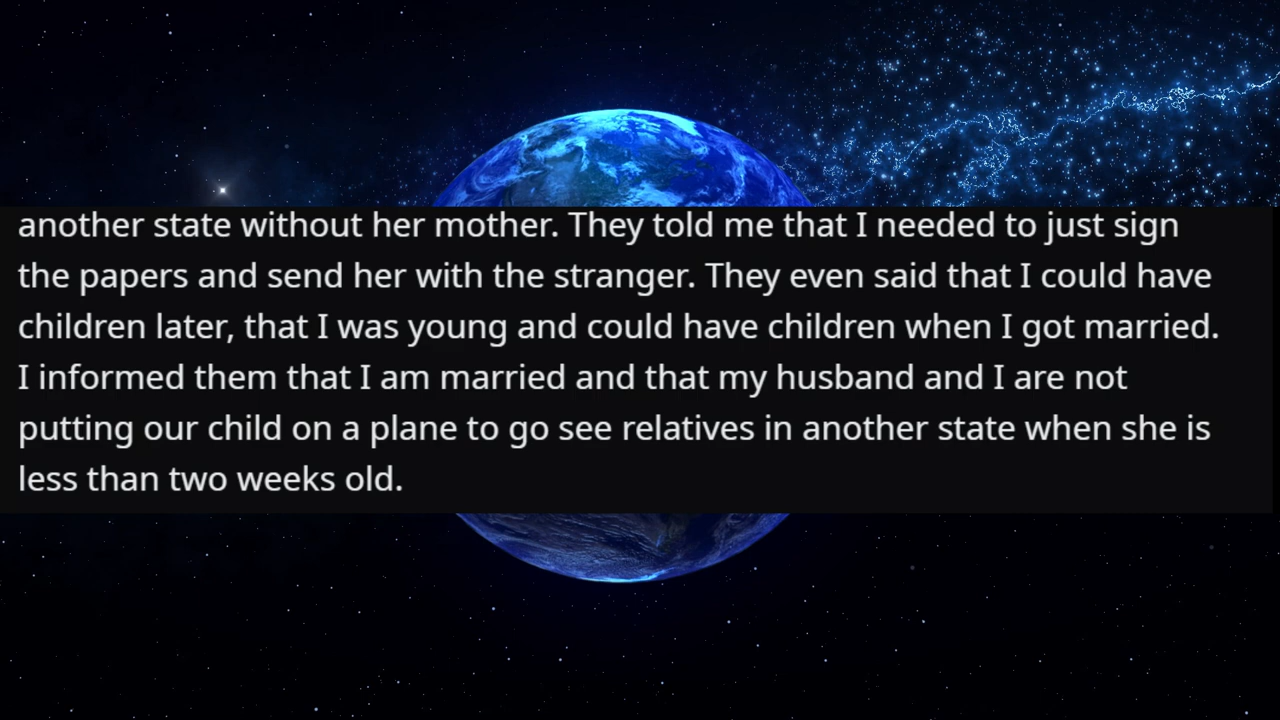 another state without her mother. They told me that I needed to just sign
the papers and send her with the stranger. They even said that I could have
children later, that I was young and could have children when I got married.
I informed them that I am married and that my husband and I are not
putting our child on a plane to go see relatives in another state when she is
less than two weeks old.